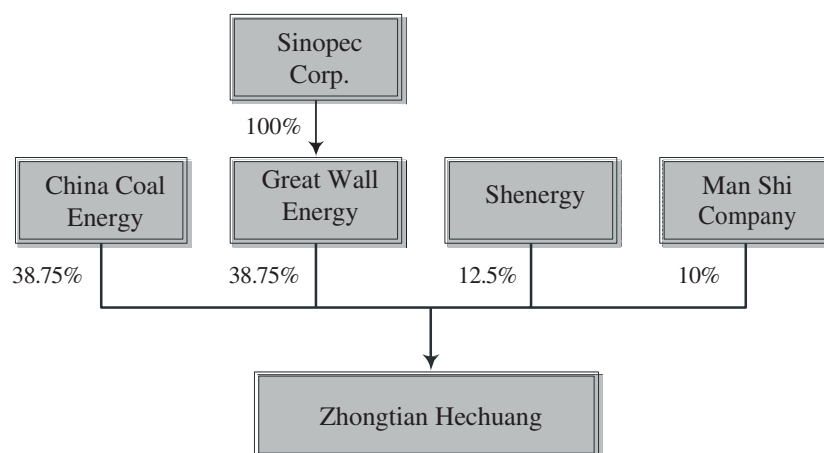 Sinopec
Corp.
100%
China Coal
Energy
Great Wall
Energy
Shenergy
Man Shi
Company
38.75%
38.75%
12.5%
10%
Zhongtian Hechuang